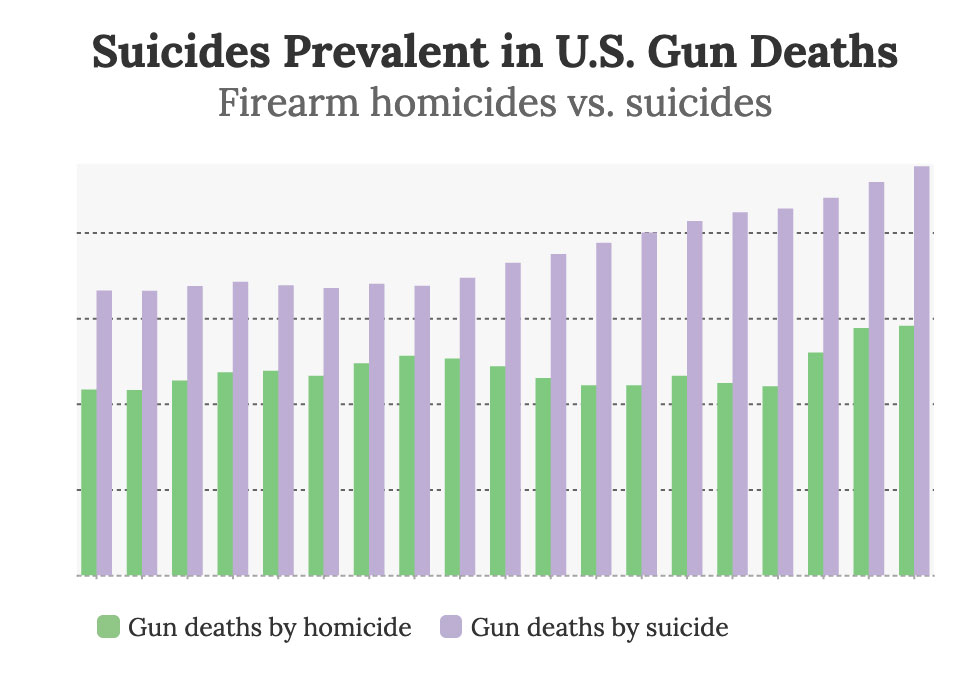 Suicides Prevalent in U.S. Gun Deaths
Firearm homicides vs. suicides
Gun deaths by homicide
Gun deaths by suicide